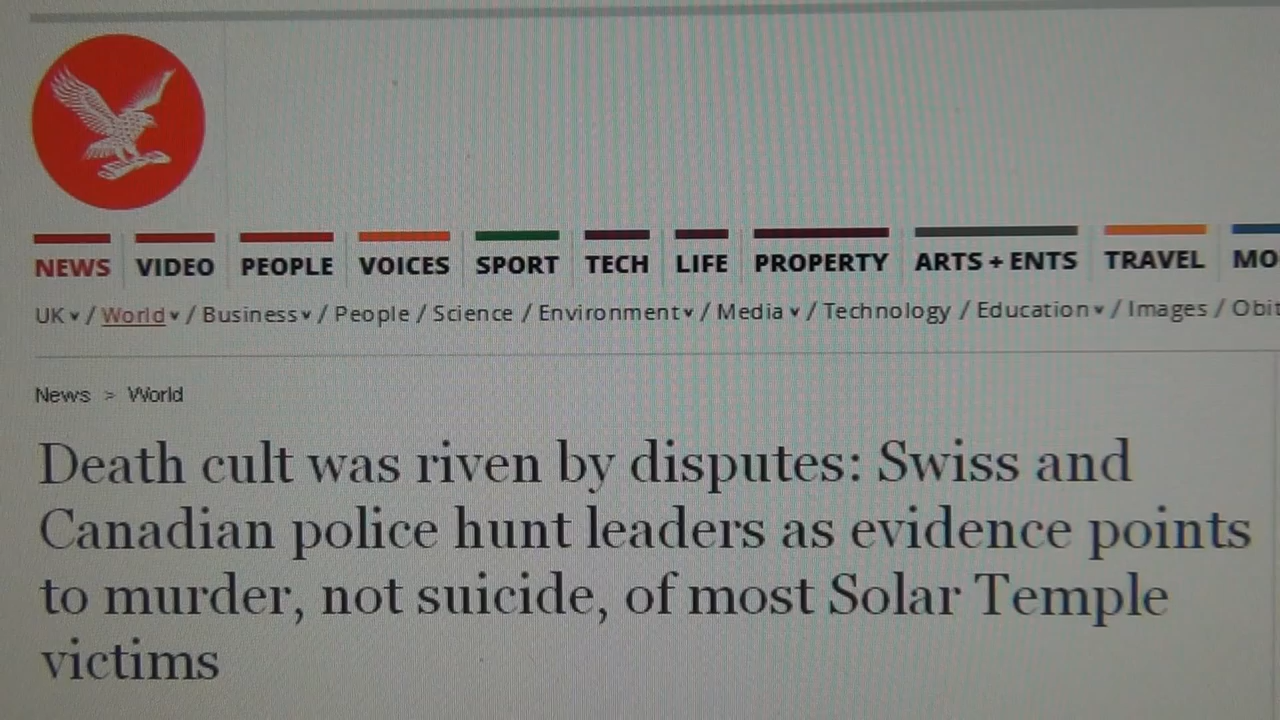 NEWS VIDEO PEOPLE VOICES SPORT TECH LIFE PROPERTY ARTS + ENTS TRAVEL MO
UK / World / Business / People / Science / Environment / Media / Technology / Education / Images / Obit
News > World
Death cult was riven by disputes: Swiss and
Canadian police hunt leaders as evidence points
to murder, not suicide, of most Solar Temple
victims